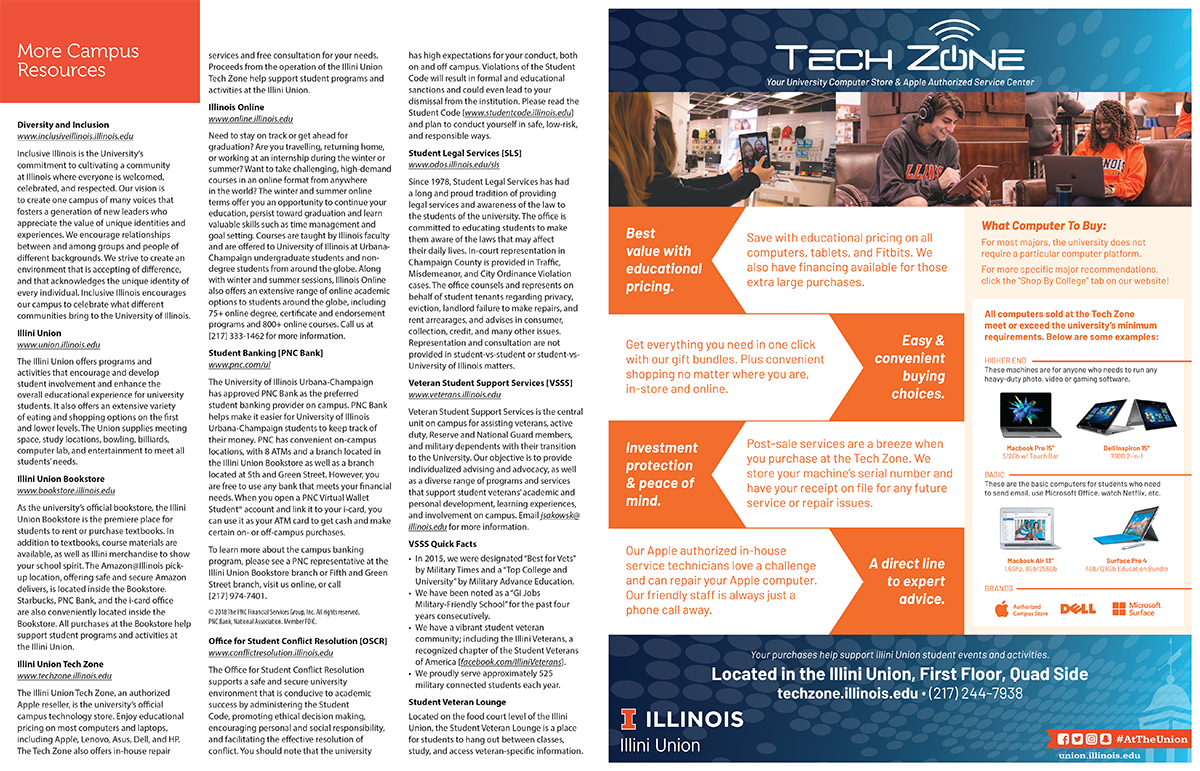 More Campus
Resources
Diversity and Inclusion
www.inclusiveillinois.illinois.edu
Inclusive Illinois is the University's
commitment to cultivating a community
at Illinois where everyone is welcomed,
celebrated, and respected. Our vision is
to create one campus of many voices that
fosters a generation of new leaders who
appreciate the value of unique identities and
experiences. We encourage relationships
between and among groups and people of
different backgrounds. We strive to create an
environment that is accepting of difference,
and that acknowledges the unique identity of
every individual. Inclusive Illinois encourages
our campus to celebrate what different
communities bring to the University of Illinois.
Illini Union
www.union.illinois.edu
The Illini Union offers programs and
activities that encourage and develop
student involvement and enhance the
overall educational experience for university
students. It also offers an extensive variety
of eating and shopping options on the first
and lower levels. The Union supplies meeting
space, study locations, bowling, billiards,
computer lab, and entertainment to meet all
students' needs.
Illini Union Bookstore
www.bookstore.illinois.edu
As the university's official bookstore, the Illini
Union Bookstore is the premiere place for
students to rent or purchase textbooks. In
addition to textbooks, course materials are
available, as well as Illini merchandise to show
your school spirit. The Amazon@Illinois pick-
up location, offering safe and secure Amazon
delivers, is located inside the Bookstore.
Starbucks, PNC Bank, and the i-card office
are also conveniently located inside the
Bookstore. All purchases at the Bookstore help
support student programs and activities at
the Illini Union.
Illini Union Tech Zone
www.techzone.illinois.edu
The Illini Union Tech Zone, an authorized
Apple reseller, is the university's official
campus technology store. Enjoy educational
pricing on most computers and laptops,
including Apple, Lenovo, Asus, Dell, and HP.
The Tech Zone also offers in-house repair
services and free consultation for your needs.
Proceeds from the operation of the Illini Union
Tech Zone help support student programs and
activities at the Illini Union.
Illinois Online
www.online.illinois.edu
Need to stay on track or get ahead for
graduation? Are you travelling, returning home,
or working at an internship during the winter or
summer? Want to take challenging, high-demand
courses in an online format from anywhere
in the world? The winter and summer online
terms offer you an opportunity to continue your
education, persist toward graduation and learn
valuable skills such as time management and
goal setting. Courses are taught by Illinois faculty
and are offered to University of Illinois at Urbana-
Champaign undergraduate students and non-
degree students from around the globe. Along
with winter and summer sessions, Illinois Online
also offers an extensive range of online academic
options to students around the globe, including
75+ online degree, certificate and endorsement
programs and 800+ online courses. Call us at
[217] 333-1462 for more information.
Student Banking [PNC Bank]
www.pnc.com/ui
The University of Illinois Urbana-Champaign
has approved PNC Bank as the preferred
student banking provider on campus. PNC Bank
helps make it easier for University of Illinois
Urbana-Champaign students to keep track of
their money. PNC has convenient on-campus
locations, with 8 ATMs and a branch located in
the Illini Union Bookstore as well as a branch
located at 5th and Green Street. However, you
are free to use any bank that meets your financial
needs. When you open a PNC Virtual Wallet
Student® account and link it to your i-card, you
can use it as your ATM card to get cash and make
certain on- or off-campus purchases.
To learn more about the campus banking
program, please see a PNC representative at the
Illini Union Bookstore branch or Fifth and Green
Street branch, visit us online, or call
[217] 974-7401.
© 2018 The PNC Financial Services Group, Inc. All rights reserved.
PNC Bank, National Association. Member FDIC.
Office for Student Conflict Resolution [OSCR]
www.conflictresolution.illinois.edu
The Office for Student Conflict Resolution
supports a safe and secure university
environment that is conducive to academic
success by administering the Student
Code, promoting ethical decision making,
encouraging personal and social responsibility,
and facilitating the effective resolution of
conflict. You should note that the university
has high expectations for your conduct, both
on and off campus. Violations of the Student
Code will result in formal and educational
sanctions and could even lead to your
dismissal from the institution. Please read the
Student Code [www.studentcode.illinois.edu]
and plan to conduct yourself in safe, low-risk,
and responsible ways.
Student Legal Services [SLS]
www.odos.illinois.edu/sls
Since 1978, Student Legal Services has had
a long and proud tradition of providing
legal services and awareness of the law to
the students of the university. The office is
committed to educating students to make
them aware of the laws that may affect
their daily lives. In-court representation in
Champaign County is provided in Traffic,
Misdemeanor, and City Ordinance Violation
cases. The office counsels and represents on
behalf of student tenants regarding privacy,
eviction, landlord failure to make repairs, and
rent arrearages, and advises in consumer,
collection, credit, and many other issues.
Representation and consultation are not
provided in student-vs-student or student-vs-
University of Illinois matters.
Veteran Student Support Services [VSSS]
www.veterans.illinois.edu
Veteran Student Support Services is the central
unit on campus for assisting veterans, active
duty, Reserve and National Guard members,
and military dependents with their transition
to the University. Our objective is to provide
individualized advising and advocacy, as well
as a diverse range of programs and services
that support student veterans' academic and
personal development, learning experiences,
and involvement on campus. Email jsakowsk@
illinois.edu for more information.
VSSS Quick Facts
• In 2015, we were designated "Best for Vets"
by Military Times and a "Top College and
University" by Military Advance Education.
• We have been noted as a "GI Jobs
Military-Friendly School" for the past four
years consecutively.
• We have a vibrant student veteran
community; including the Illini Veterans, a
recognized chapter of the Student Veterans
of America [facebook.com/IlliniVeterans].
• We proudly serve approximately 525
military connected students each year.
Student Veteran Lounge
Located on the food court level of the Illini
Union, the Student Veteran Lounge is a place
for students to hang out between classes,
study, and access veteran-specific information.
TECH ZONE
Your University Computer Store & Apple Authorized Service Center
ILLINI
ILLINOIS
Best
value with
educational
pricing.
Save with educational pricing on all
computers, tablets, and Fitbits. We
also have financing available for those
extra large purchases.
Get everything you need in one click
with our gift bundles. Plus convenient
shopping no matter where you are,
in-store and online.
Easy &
convenient
buying
choices.
Investment
protection
& peace of
mind.
Post-sale services are a breeze when
you purchase at the Tech Zone. We
store your machine's serial number and
have your receipt on file for any future
service or repair issues.
Our Apple authorized in-house
service technicians love a challenge
and can repair your Apple computer.
Our friendly staff is always just a
phone call away.
A direct line
to expert
advice.
What Computer To Buy:
For most majors, the university does not
require a particular computer platform.
For more specific major recommendations,
click the "Shop By College" tab on our website!
All computers sold at the Tech Zone
meet or exceed the university's minimum
requirements. Below are some examples:
HIGHER END
These machines are for anyone who needs to run any
heavy-duty photo, video or gaming software.
Macbook Pro 15"
512Gb w/ Touch Bar
Dell Inspiron 15"
7000 2-in-1
BASIC
These are the basic computers for students who need
to send email, use Microsoft Office, watch Netflix, etc.
Macbook Air 13"
1.6Ghz, 8Gb/256Gb
Surface Pro 4
4Gb/128Gb Education Bundle
BRANDS
Authorized
Campus Store
DELL
Microsoft
Surface
Your purchases help support Illini Union student events and activities.
Located in the Illini Union, First Floor, Quad Side
techzone.illinois.edu • (217) 244-7938
I ILLINOIS
Illini Union
#AtTheUnion
union.illinois.edu